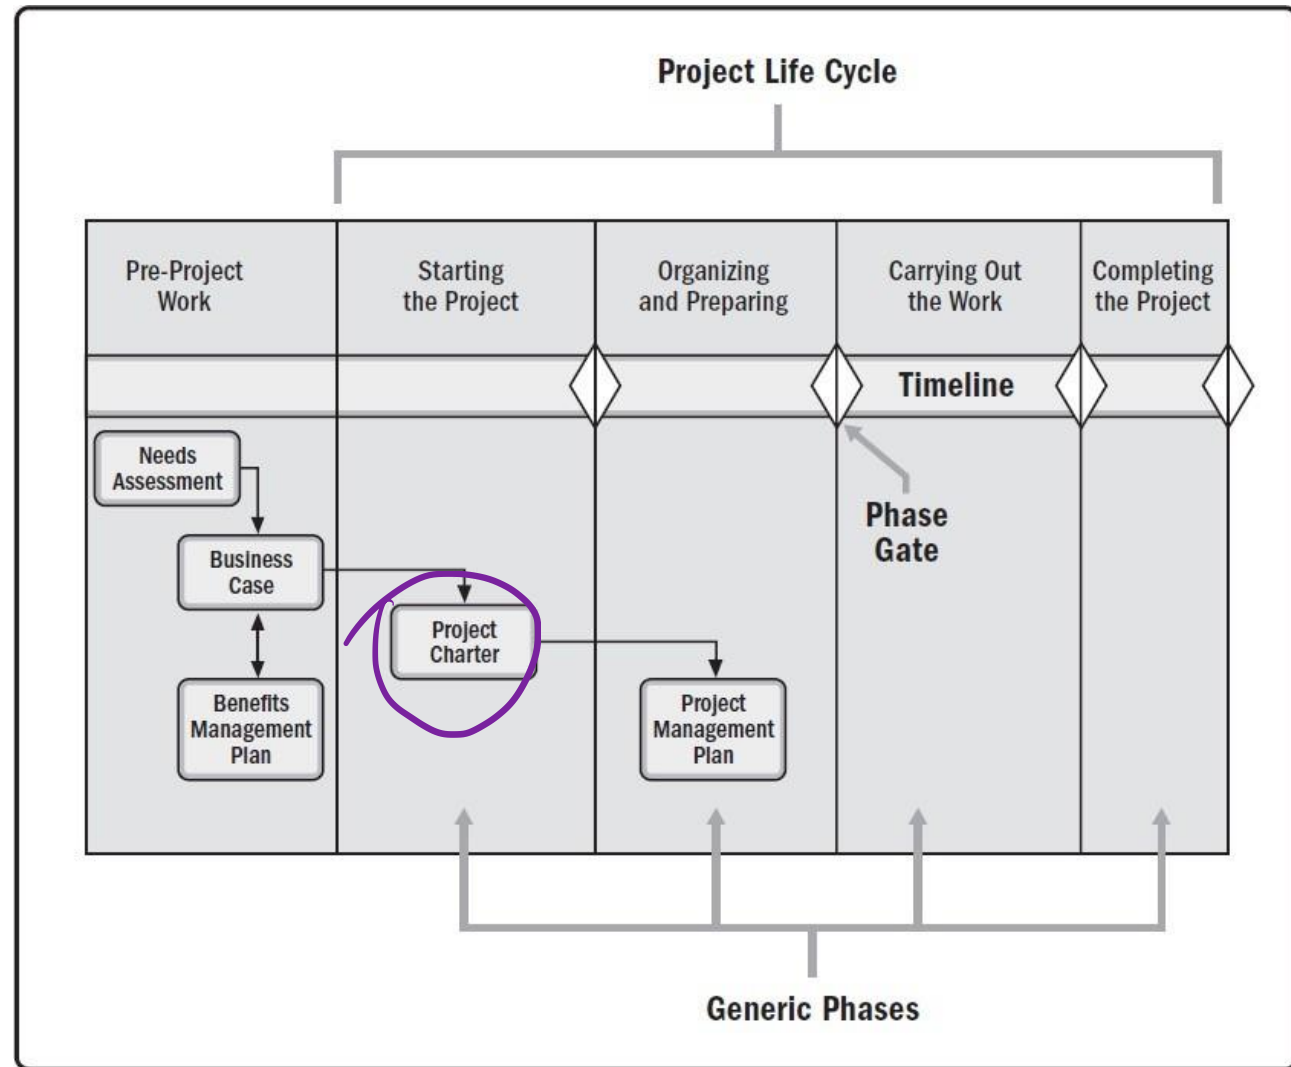 Project Life Cycle
Pre-Project
Work
Starting
the Project
Organizing
and Preparing
Carrying Out
the Work
Completing
the Project
Timeline
Needs
Assessment
Business
Case
Benefits
Management
Plan
Project
Charter
Project
Management
Plan
Phase
Gate
Generic Phases